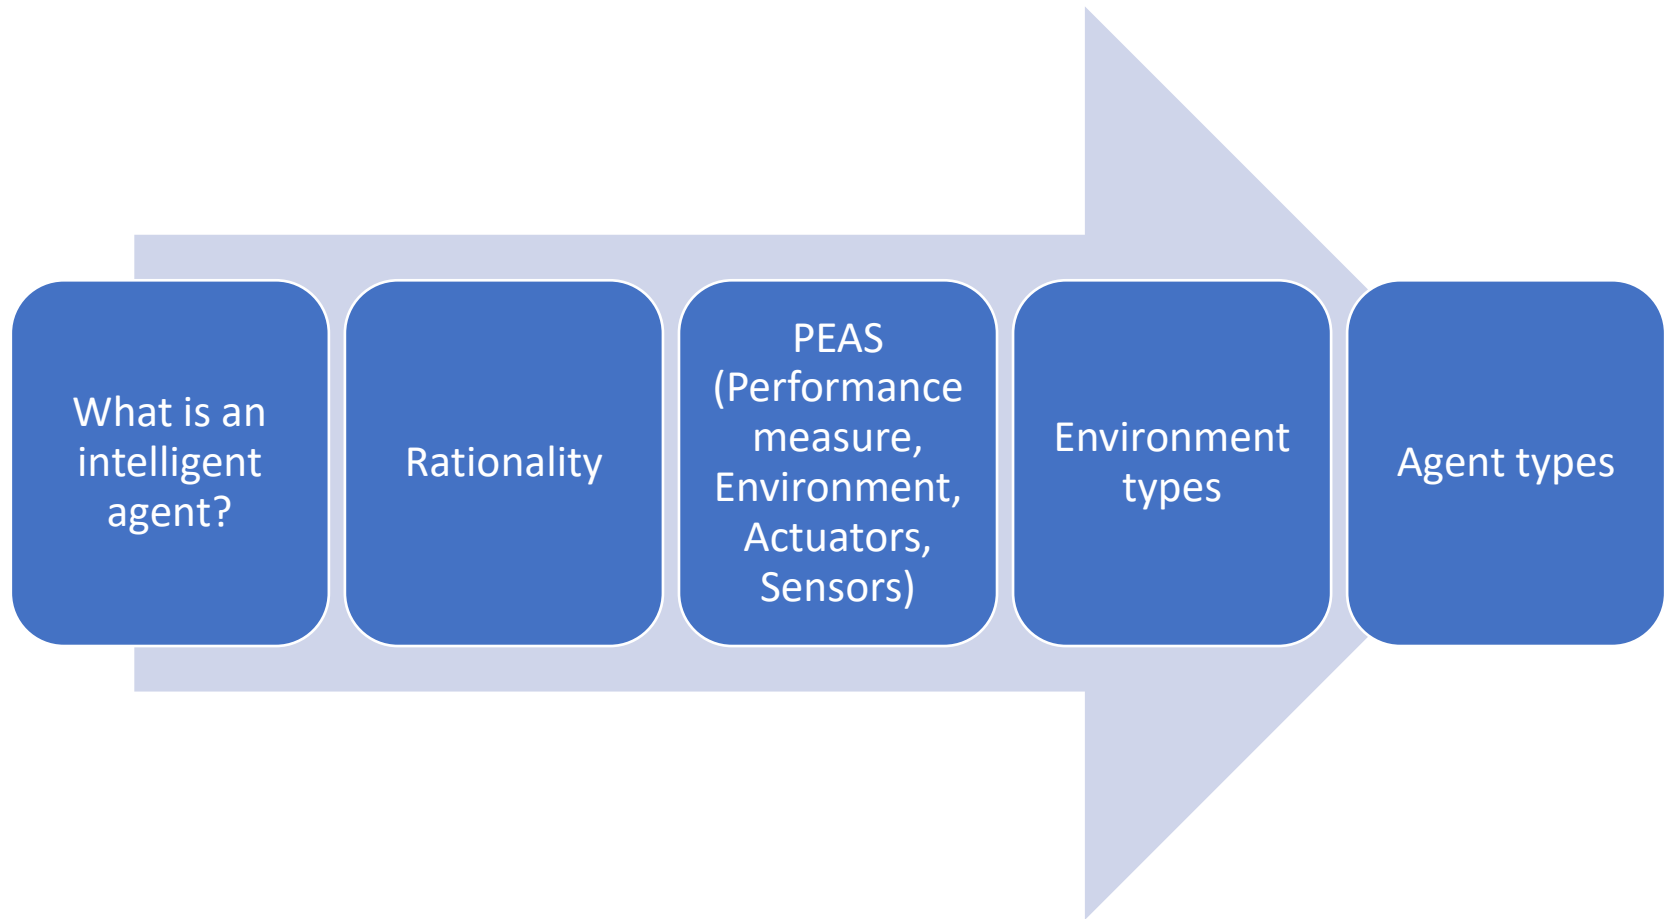 What is an
intelligent
agent?
Rationality
PEAS
(Performance
measure,
Environment,
Actuators,
Sensors)
Environment
types
Agent types